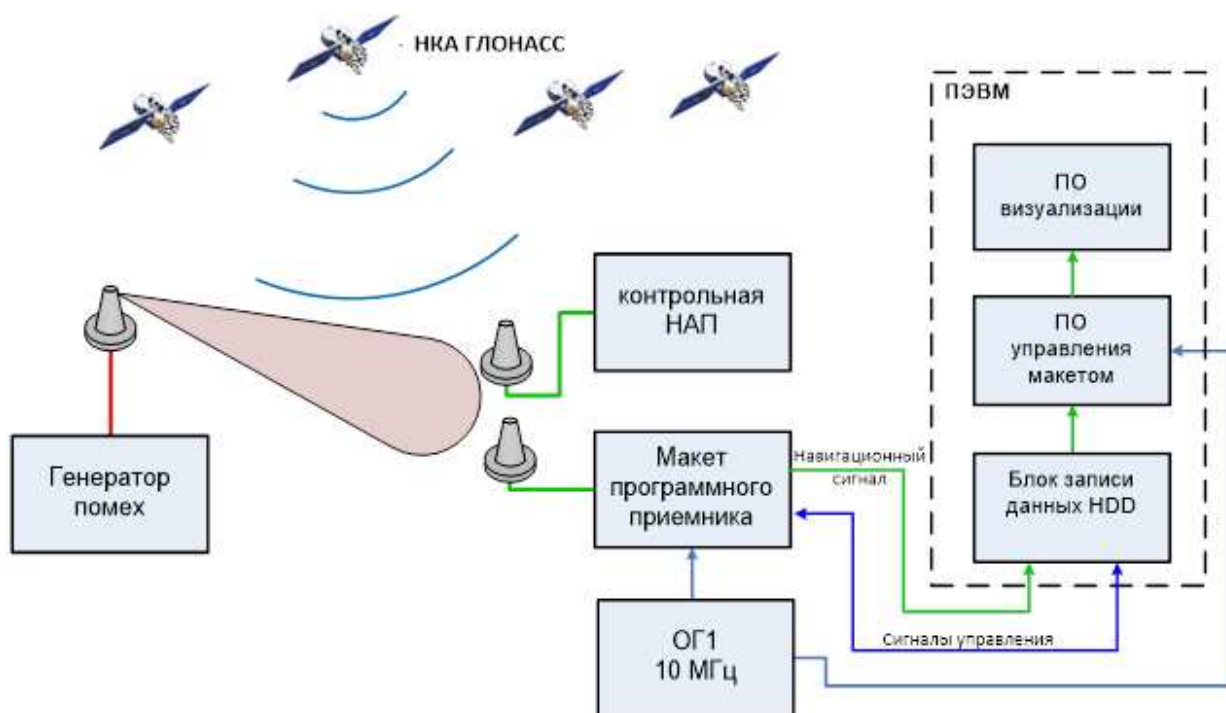 НКА ГЛОНАСС
ПЭВМ
ПО
визуализации
контрольная
НАП
ПО
управления
макетом
Генератор
помех
Макет
программного
приемника
Навигационный
сигнал
Блок записи
данных HDD
Сигналы управления
ОГ1
10 МГц